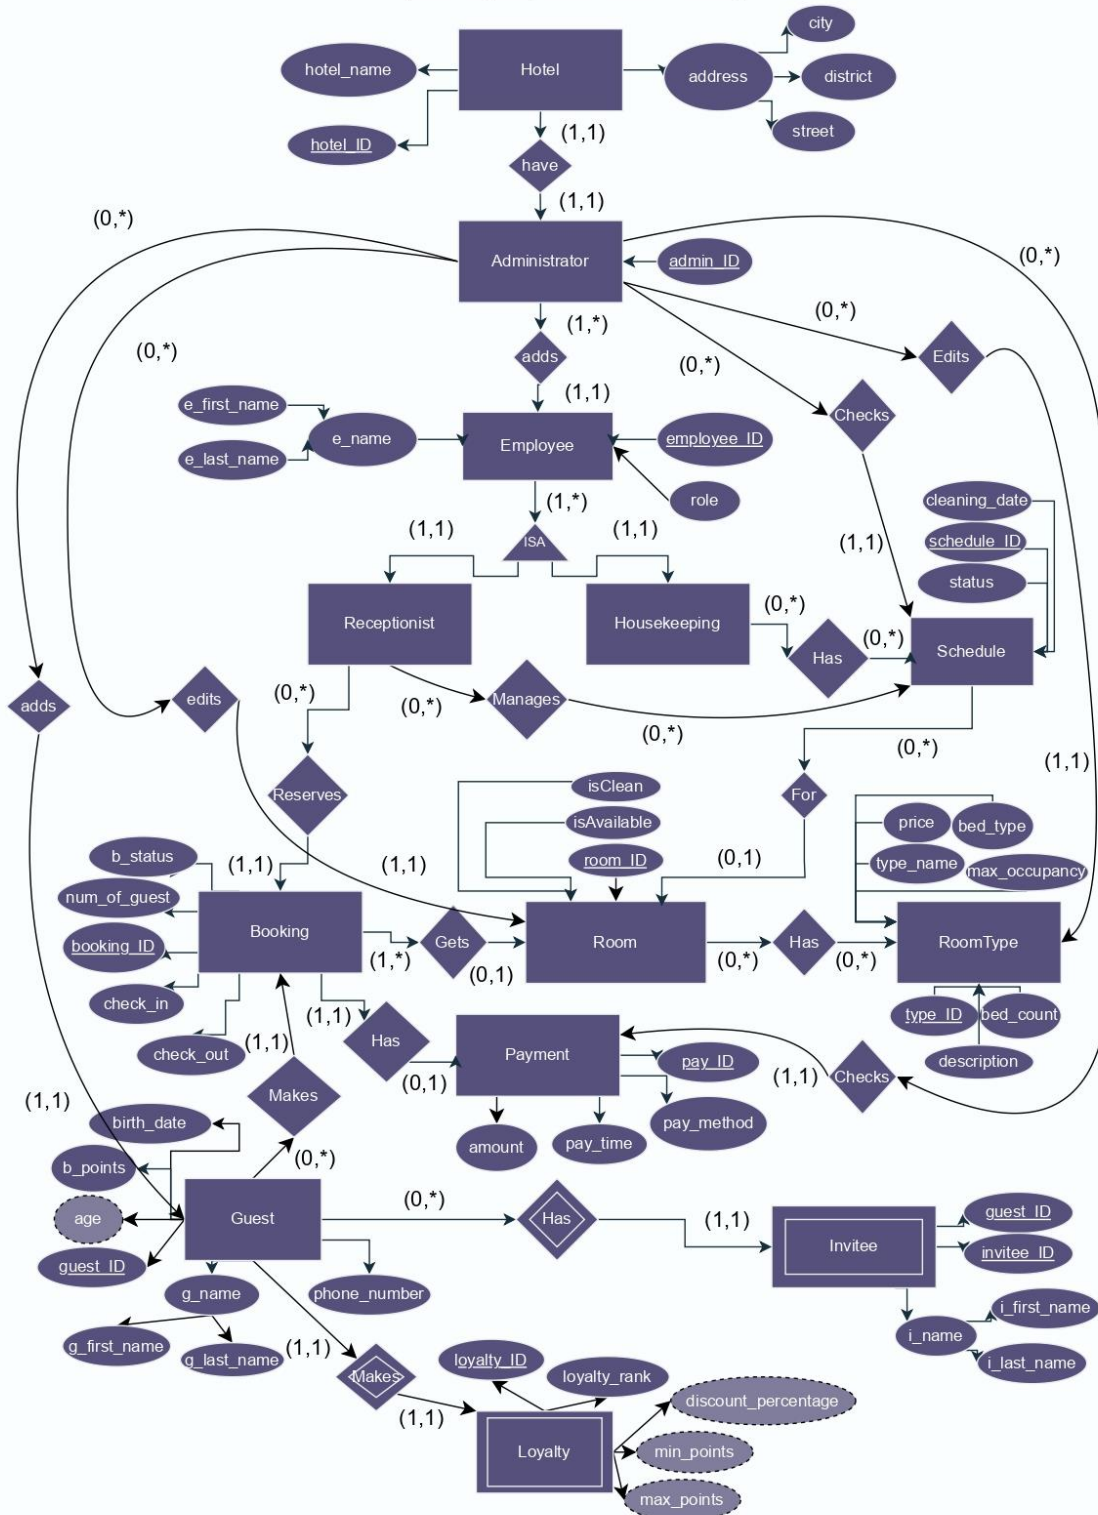 city
hotel_name
Hotel
address
district
hotel_ID
(1,1)
street
have
(0,*)
(1,1)
Administrator
admin_ID
(0,*)
(1,*)
(0,*)
(0,*)
adds
(0,*)
Edits
(1,1)
Checks
e_first_name
e_name
e_last_name
Employee
employee_ID
role
(1,*)
cleaning_date
(1,1)
ISA
(1,1)
(1,1)
schedule_ID
status
Receptionist
Housekeeping
(0,*)
Has
(0,*)
Schedule
adds
edits
(0,*)
(0,*)
Manages
(0,*)
(0,*)
(1,1)
Reserves
isClean
For
isAvailable
price
bed_type
b_status
(1,1)
(1,1)
room_ID
(0,1)
type_name
max_occupancy
num_of_guest
Booking
booking_ID
(1,*)
Gets
(0,1)
Room
(0,*)
Has
(0,*)
RoomType
check_in
(1,1)
type_ID
bed_count
check_out
(1,1)
Has
(0,1)
Payment
pay_ID
(1,1)
Checks
description
(1,1)
birth_date
Makes
amount
pay_time
pay_method
b_points
(0,*)
age
Guest
(0,*)
Has
(1,1)
guest_ID
Invitee
invitee_ID
guest_ID
g_name
phone_number
i_first_name
i_name
i_last_name
g_first_name
g_last_name
(1,1)
Makes
(1,1)
loyalty_ID
loyalty_rank
discount_percentage
Loyalty
min_points
max_points